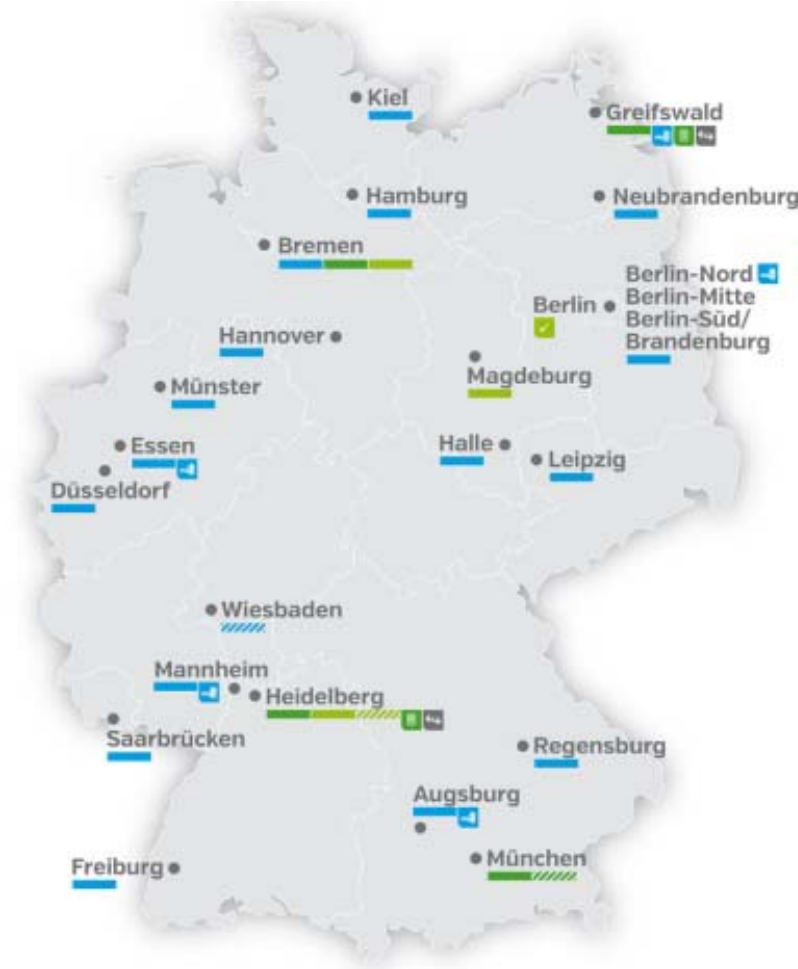 Kiel
Greifswald
Hamburg
Neubrandenburg
Bremen
Berlin-Nord
Berlin
Berlin-Mitte
Berlin-Süd/
Brandenburg
Hannover
Magdeburg
Münster
Essen
Halle
Leipzig
Düsseldorf
Wiesbaden
Mannheim
Heidelberg
Saarbrücken
Regensburg
Augsburg
München
Freiburg